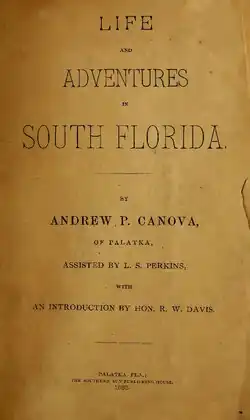 LIFE
AND
ADVENTURES
IN
SOUTH FLORIDA.
BY
ANDREW P. CANOVA,
OF PALATKA,
ASSISTED BY L. S. PERKINS,
WITH
AN INTRODUCTION BY HON. R. W. DAVIS.
PALATKA, FLA.:
THE SOUTHERN SUN PUBLISHING HOUSE.